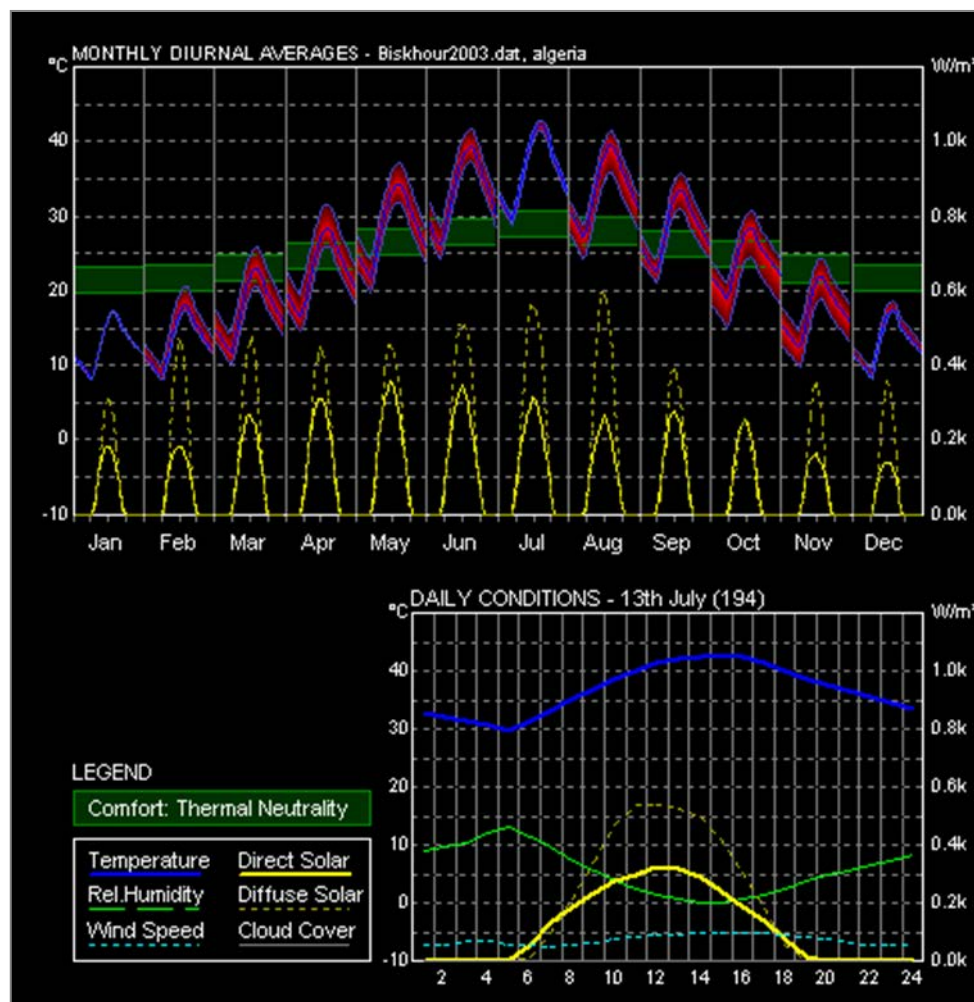 MONTHLY DIURNAL AVERAGES - Biskhour2003.dat, algeria
°C W/m²
40 1.0k
30 0.8k
20 0.6k
10 0.4k
0 0.2k
-10 0.0k
Jan Feb Mar Apr May Jun Jul Aug Sep Oct Nov Dec
DAILY CONDITIONS - 13th July (194)
°C W/m²
40 1.0k
30 0.8k
20 0.6k
10 0.4k
0 0.2k
-10 0.0k
2 4 6 8 10 12 14 16 18 20 22 24
LEGEND
Comfort: Thermal Neutrality
Temperature Direct Solar
Rel.Humidity Diffuse Solar
Wind Speed Cloud Cover